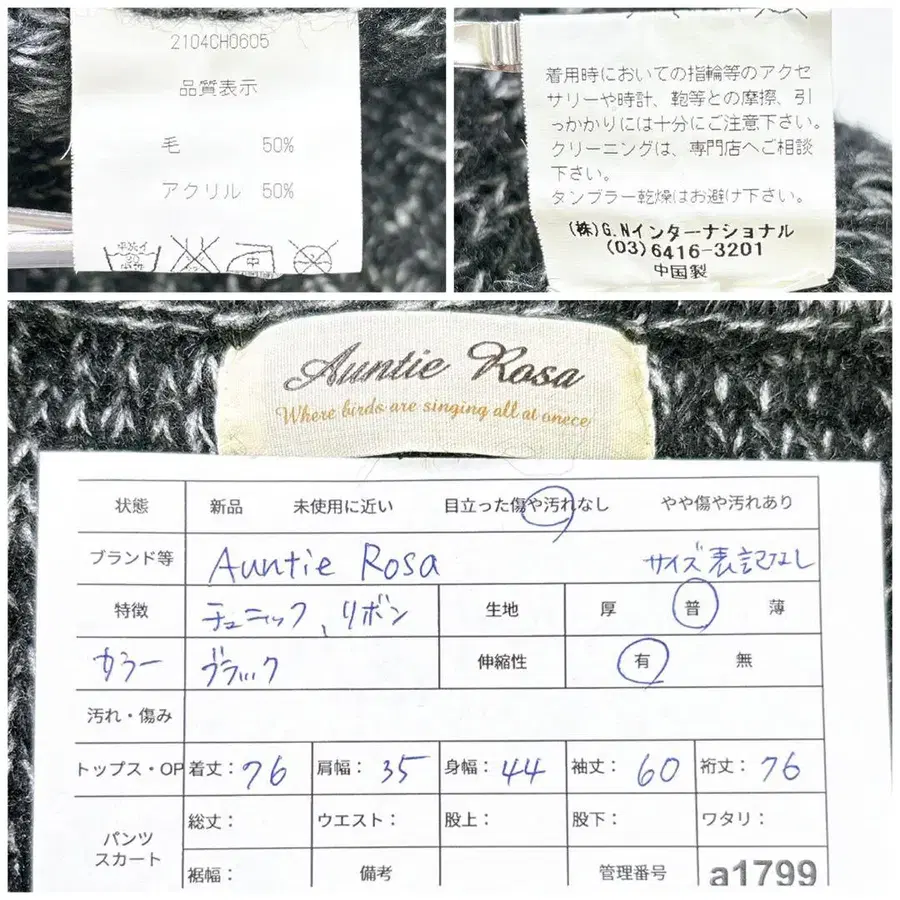 2104CH0605
品質表示
毛 50%
アクリル 50%
中
着用時においての指輪等のアクセ
サリーや時計、鞄等との摩擦、引
っかかりには十分にご注意下さい。
クリーニングは、専門店へご相談
下さい。
タンブラー乾燥はお避け下さい。
(株)G.Nインターナショナル
(03)6416-3201
中国製
Auntie Rosa
Where birds are singing all at onece
状態 新品 未使用に近い 目立った傷や汚れなし やや傷や汚れあり
ブランド等 Auntie Rosa サイズ表記なし
特徴 チュニック、リボン 生地 厚 普 薄
カラー ブラック 伸縮性 有 無
汚れ・傷み
トップス・OP 着丈:76 肩幅:35 身幅:44 袖丈:60 裄丈:76
パンツ スカート 総丈: ウエスト: 股上: 股下: ワタリ:
裾幅: 備考 管理番号 a1799